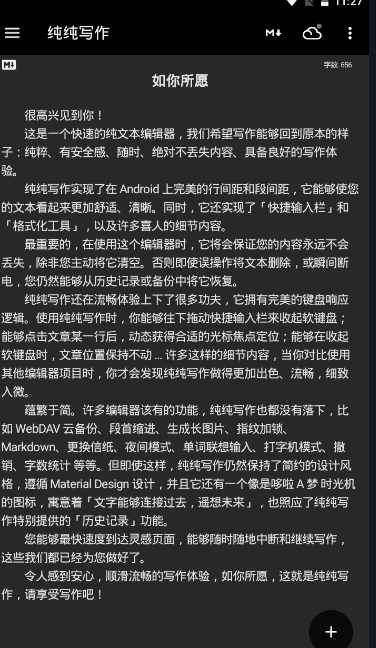 11:27
纯纯写作
M↓
M↓
字数: 656
如你所愿
很高兴见到你！
这是一个快速的纯文本编辑器，我们希望写作能够回到原本的样
子：纯粹、有安全感、随时、绝对不丢失内容、具备良好的写作体
验。
纯纯写作实现了在 Android 上完美的行间距和段间距，它能够使您
的文本看起来更加舒适、清晰。同时，它还实现了「快捷输入栏」和
「格式化工具」，以及许多喜人的细节内容。
最重要的，在使用这个编辑器时，它将会保证您的内容永远不会
丢失，除非您主动将它清空。否则即使误操作将文本删除，或瞬间断
电，您仍然能够从历史记录或备份中将它恢复。
纯纯写作还在流畅体验上下了很多功夫，它拥有完美的键盘响应
逻辑。使用纯纯写作时，你能够往下拖动快捷输入栏来收起软键盘；
能够点击文章某一行后，动态获得合适的光标焦点定位；能够在收起
软键盘时，文章位置保持不动 ... 许多这样的细节内容，当你对比使用
其他编辑器项目时，你才会发现纯纯写作做得更加出色、流畅，细致
入微。
蕴繁于简。许多编辑器该有的功能，纯纯写作也都没有落下，比
如 WebDAV 云备份、段首缩进、生成长图片、指纹加锁、
Markdown、更换信纸、夜间模式、单词联想输入、打字机模式、撤
销、字数统计 等等。但即使这样，纯纯写作仍然保持了简约的设计风
格，遵循 Material Design 设计，并且它还有一个像是哆啦 A 梦 时光机
的图标，寓意着「文字能够连接过去，遥想未来」，也照应了纯纯写
作特别提供的「历史记录」功能。
您能够最快速度到达灵感页面，能够随时随地中断和继续写作，
这些我们都已经为您做好了。
令人感到安心，顺滑流畅的写作体验，如你所愿，这就是纯纯写
作，请享受写作吧！